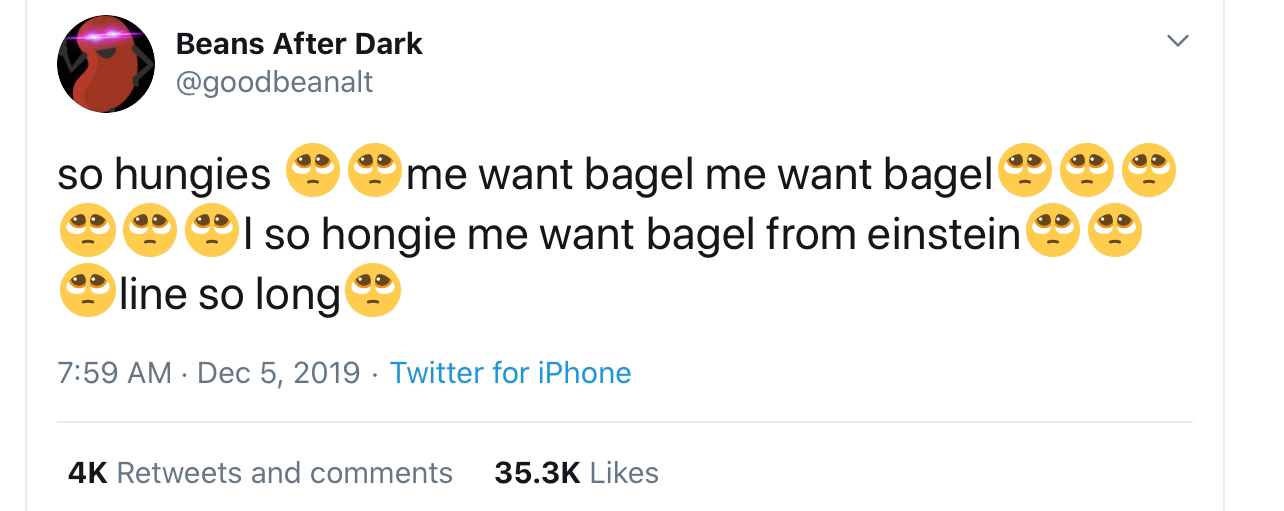 Beans After Dark
@goodbeanalt
so hungies 🥺🥺me want bagel me want bagel🥺🥺🥺
🥺🥺🥺I so hongie me want bagel from einstein🥺🥺
🥺line so long🥺
7:59 AM · Dec 5, 2019 · Twitter for iPhone
4K Retweets and comments 35.3K Likes